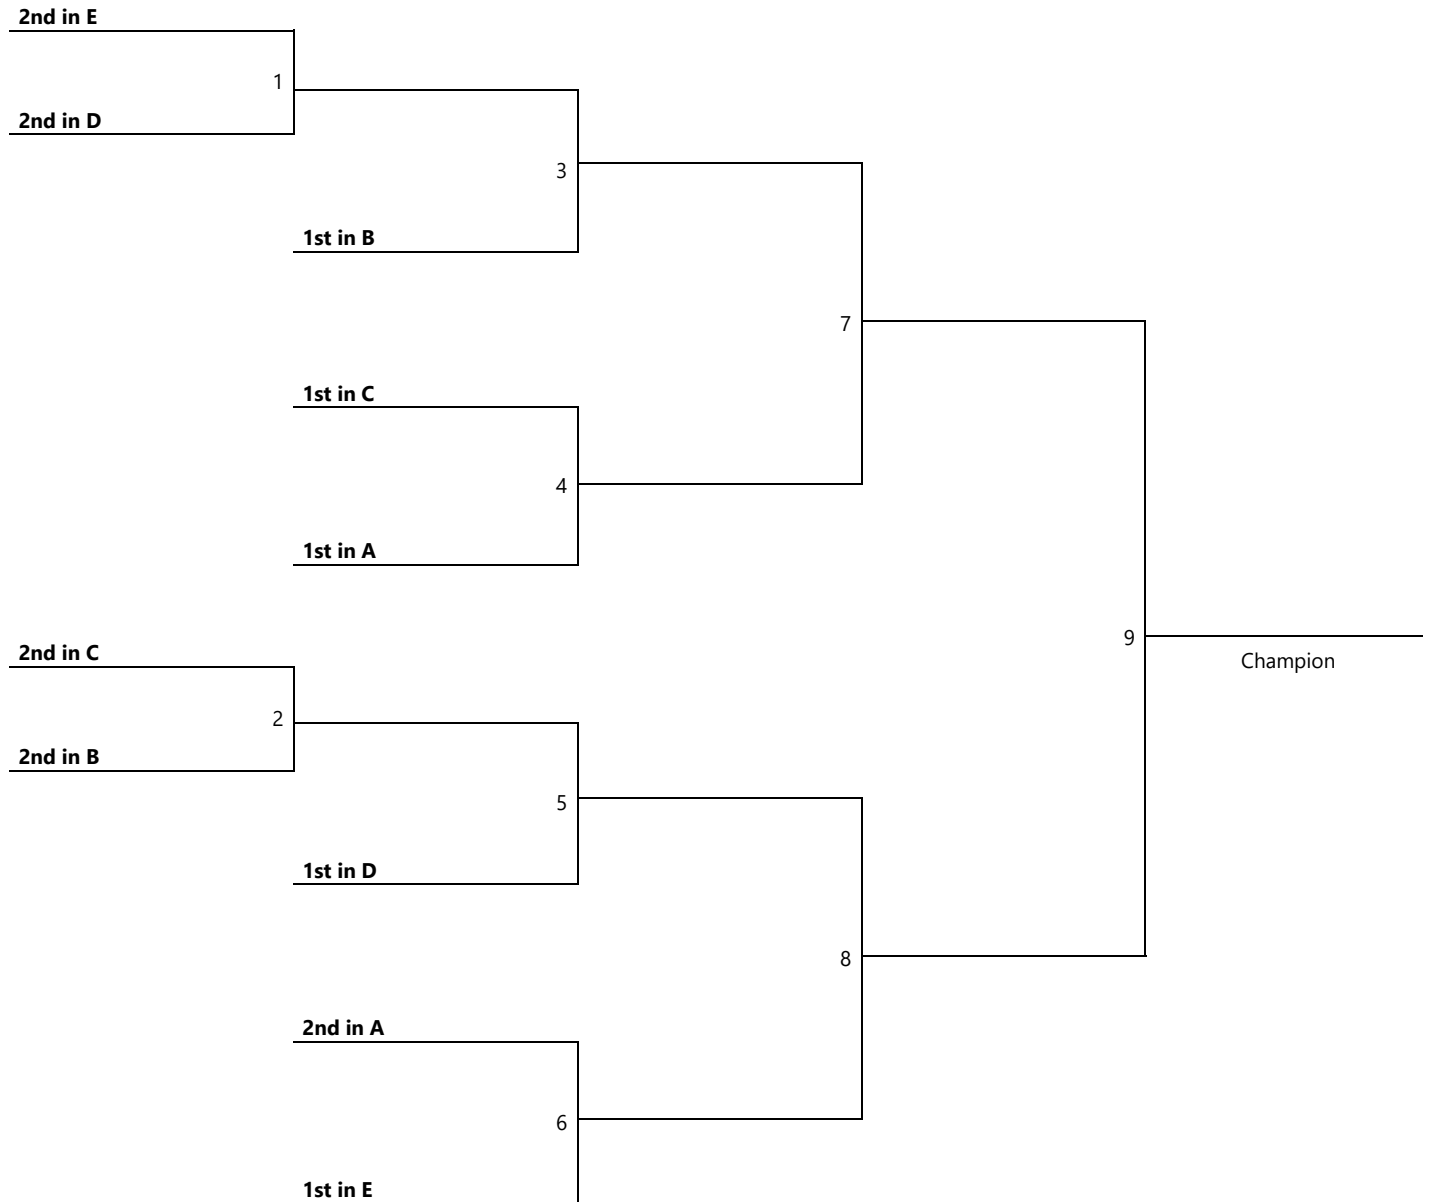 2nd in E
1
2nd in D
3
1st in B
7
1st in C
4
1st in A
9
Champion
2nd in C
2
2nd in B
5
1st in D
8
2nd in A
6
1st in E